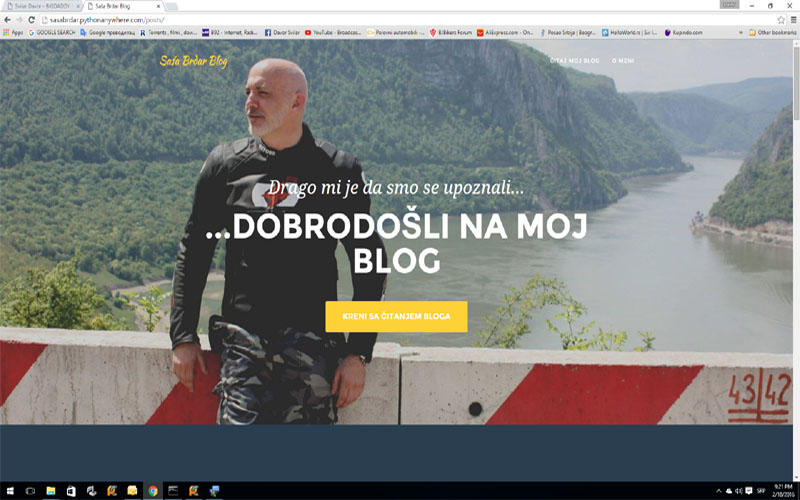 Svilar Davor - BIGDADDY
Saša Brdar Blog
sasabrdar.pythonanywhere.com/posts/
Apps
GOOGLE SEARCH
Google преводилац
Torrents , filmi , dow...
B92 - Internet, Radi...
Davor Svilar
YouTube - Broadcas...
Polovni automobili -...
BJBikers Forum
AliExpress.com - On...
Posao Srbija | Beogr...
HelloWorld.rs | Svi I...
Kupindo.com
Other bookmarks
Saša Brdar Blog
ČITAJ MOJ BLOG
O MENI
Drago mi je da smo se upoznali...
...DOBRODOŠLI NA MOJ
BLOG
KRENI SA ČITANJEM BLOGA
43 42
SRP
9:21 PM
2/18/2016